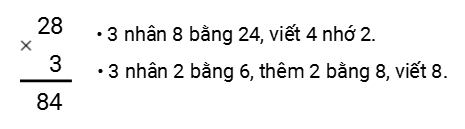 28
×
3
84
• 3 nhân 8 bằng 24, viết 4 nhớ 2.
• 3 nhân 2 bằng 6, thêm 2 bằng 8, viết 8.